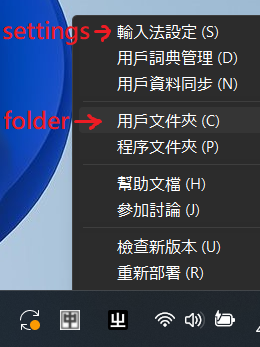 settings 輸入法設定 (S)
用戶詞典管理 (D)
用戶資料同步 (N)
folder 用戶文件夾 (C)
程序文件夾 (P)
幫助文檔 (H)
參加討論 (J)
檢查新版本 (U)
重新部署 (R)